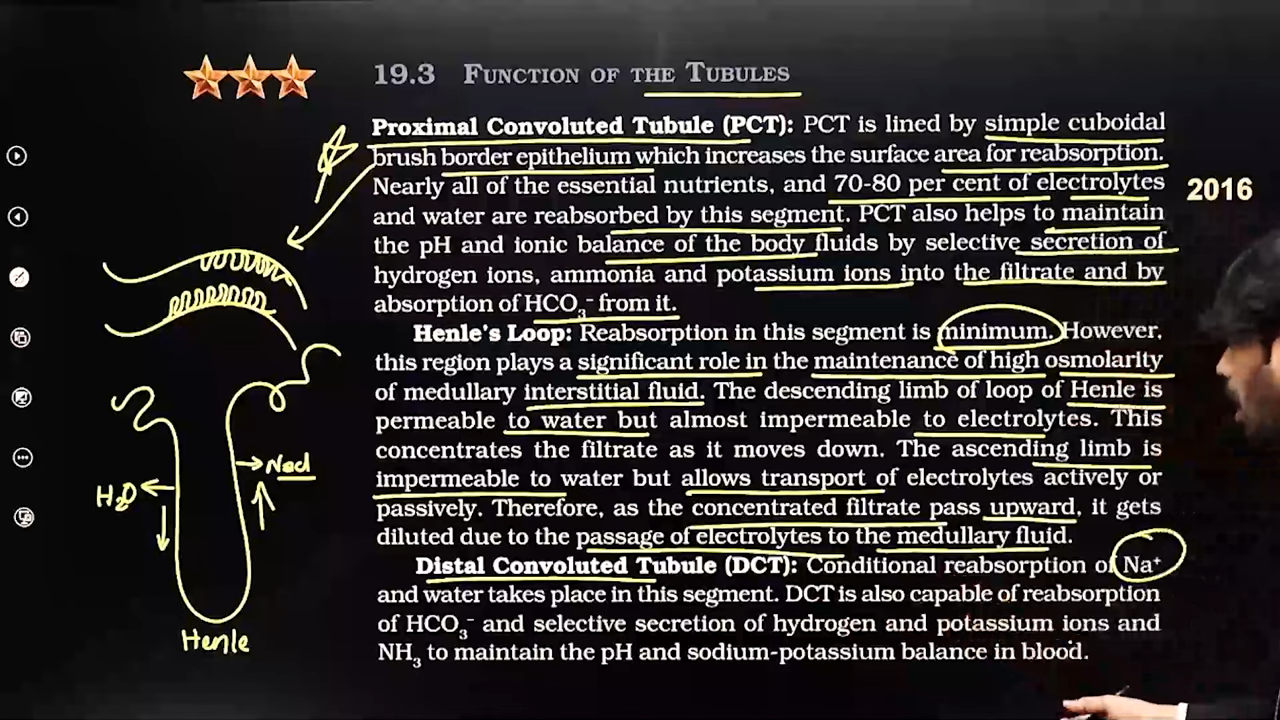 19.3 FUNCTION OF THE TUBULES
Proximal Convoluted Tubule (PCT): PCT is lined by simple cuboidal
brush border epithelium which increases the surface area for reabsorption.
Nearly all of the essential nutrients, and 70-80 per cent of electrolytes
2016
and water are reabsorbed by this segment. PCT also helps to maintain
the pH and ionic balance of the body fluids by selective secretion of
hydrogen ions, ammonia and potassium ions into the filtrate and by
absorption of HCO₃⁻ from it.
Henle's Loop: Reabsorption in this segment is minimum. However,
this region plays a significant role in the maintenance of high osmolarity
of medullary interstitial fluid. The descending limb of loop of Henle is
permeable to water but almost impermeable to electrolytes. This
concentrates the filtrate as it moves down. The ascending limb is
impermeable to water but allows transport of electrolytes actively or
passively. Therefore, as the concentrated filtrate pass upward, it gets
diluted due to the passage of electrolytes to the medullary fluid.
Distal Convoluted Tubule (DCT): Conditional reabsorption of Na⁺
and water takes place in this segment. DCT is also capable of reabsorption
of HCO₃⁻ and selective secretion of hydrogen and potassium ions and
NH₃ to maintain the pH and sodium-potassium balance in blood.
H₂O
Nacl
Henle